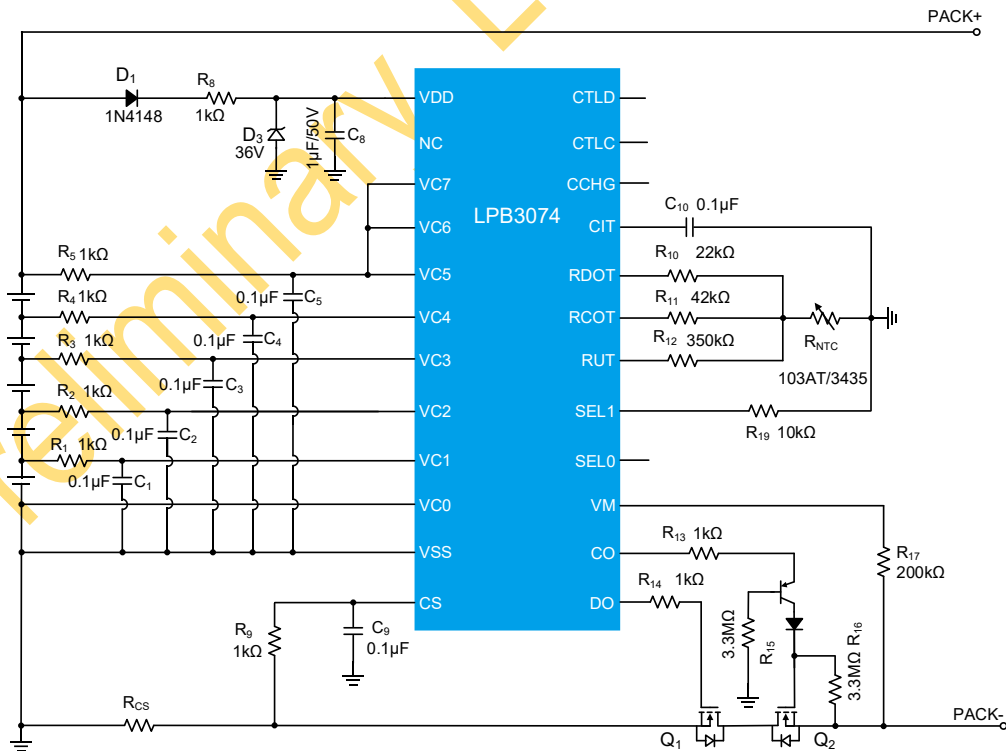 PACK+
D1
1N4148
R8
1kΩ
D3
36V
1µF/50V
C8
VDD
NC
VC7
VC6
VC5
VC4
VC3
VC2
VC1
VC0
VSS
CS
LPB3074
CTLD
CTLC
CCHG
CIT
RDOT
RCOT
RUT
SEL1
SEL0
VM
CO
DO
R5 1kΩ
0.1µF C5
R4 1kΩ
0.1µF C4
R3 1kΩ
0.1µF C3
R2 1kΩ
0.1µF C2
R1 1kΩ
0.1µF C1
C10 0.1µF
R10 22kΩ
R11 42kΩ
R12 350kΩ
RNTC
103AT/3435
R19 10kΩ
R13 1kΩ
R14 1kΩ
R17
200kΩ
3.3MΩ
R15
3.3MΩ R16
R9
1kΩ
C9
0.1µF
RCS
Q1
Q2
PACK-
reliminary